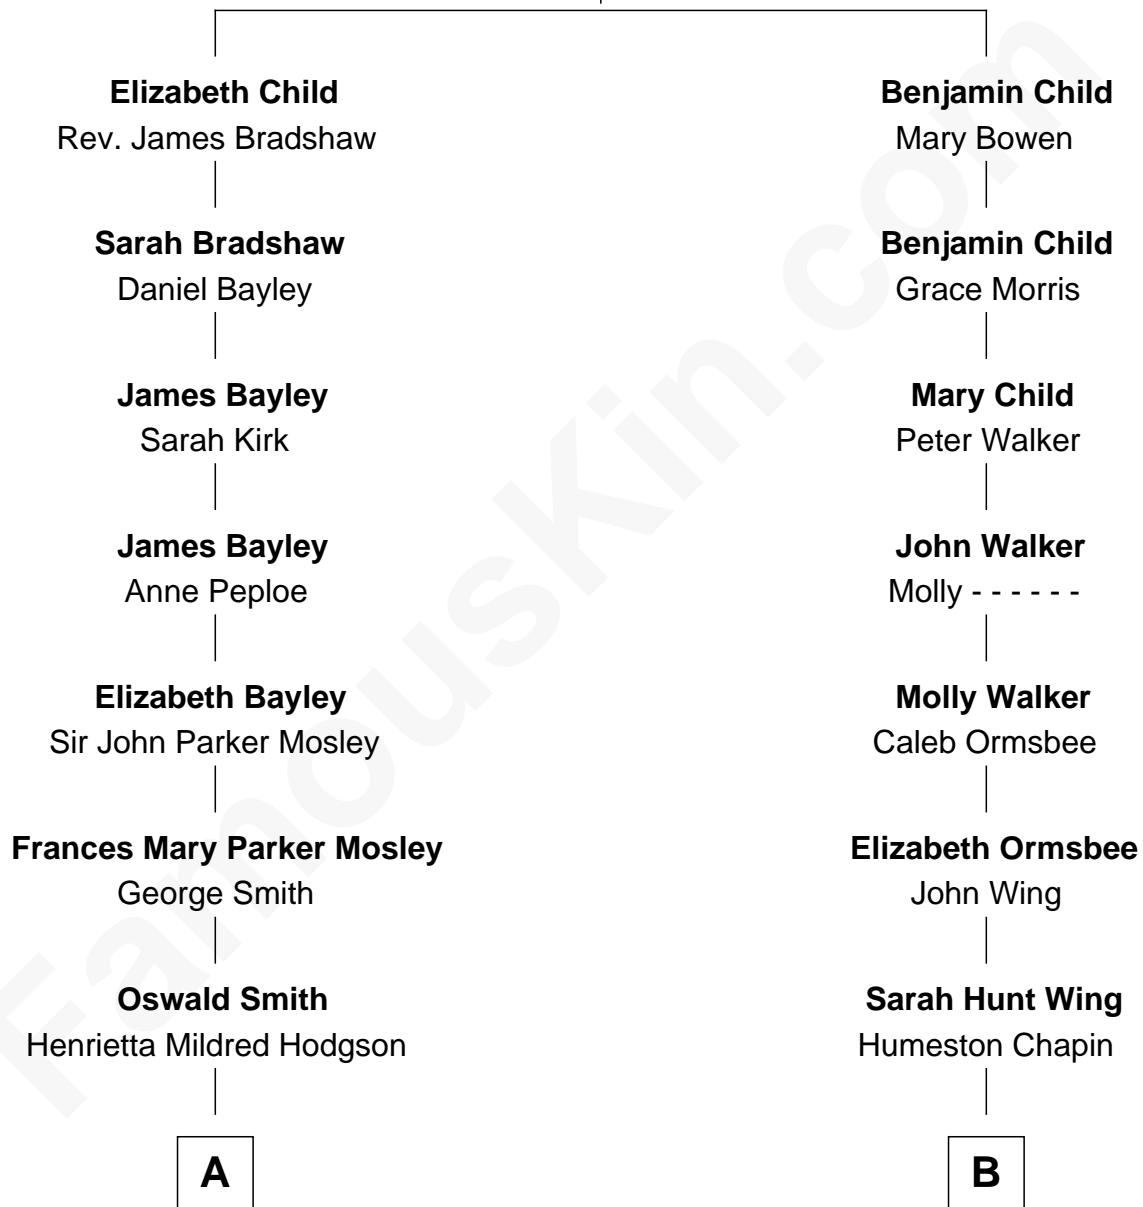 Elizabeth Child
Rev. James Bradshaw
Sarah Bradshaw
Daniel Bayley
James Bayley
Sarah Kirk
James Bayley
Anne Peploe
Elizabeth Bayley
Sir John Parker Mosley
Frances Mary Parker Mosley
George Smith
Oswald Smith
Henrietta Mildred Hodgson
A
Benjamin Child
Mary Bowen
Benjamin Child
Grace Morris
Mary Child
Peter Walker
John Walker
Molly - - - - - -
Molly Walker
Caleb Ormsbee
Elizabeth Ormsbee
John Wing
Sarah Hunt Wing
Humeston Chapin
B
FamousKin.com